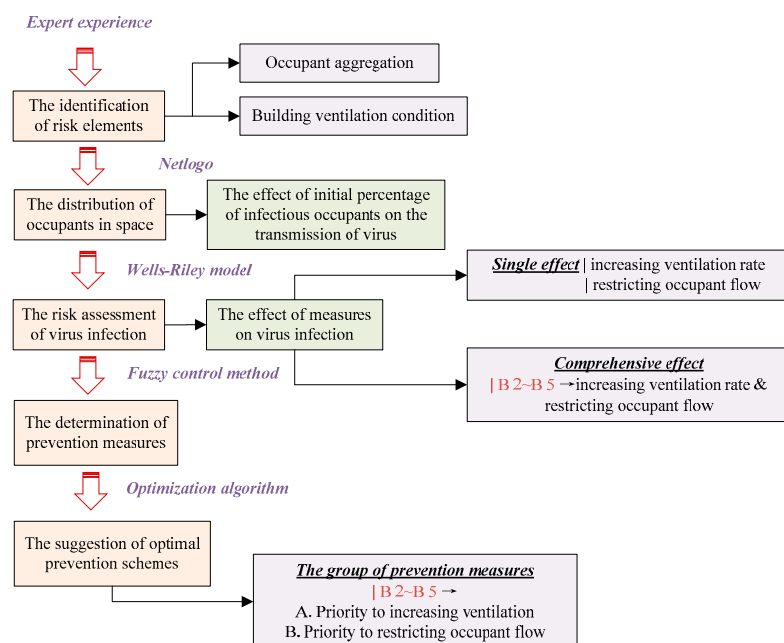 Expert experience
Occupant aggregation
The identification
of risk elements
Building ventilation condition
Netlogo
The distribution of
occupants in space
The effect of initial percentage
of infectious occupants on the
transmission of virus
Wells-Riley model
Single effect | increasing ventilation rate
| restricting occupant flow
The risk assessment
of virus infection
The effect of measures
on virus infection
Fuzzy control method
Comprehensive effect
| B 2~B 5 →increasing ventilation rate &
restricting occupant flow
The determination of
prevention measures
Optimization algorithm
The suggestion of optimal
prevention schemes
The group of prevention measures
| B 2~B 5 →
A. Priority to increasing ventilation
B. Priority to restricting occupant flow